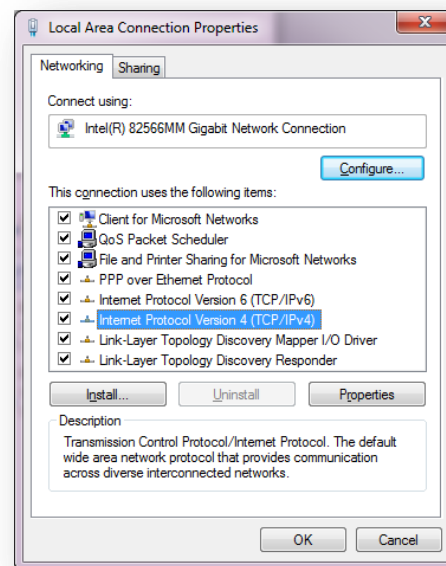 Local Area Connection Properties
Networking
Sharing
Connect using:
Intel(R) 82566MM Gigabit Network Connection
Configure...
This connection uses the following items:
Client for Microsoft Networks
QoS Packet Scheduler
File and Printer Sharing for Microsoft Networks
PPP over Ethernet Protocol
Internet Protocol Version 6 (TCP/IPv6)
Internet Protocol Version 4 (TCP/IPv4)
Link-Layer Topology Discovery Mapper I/O Driver
Link-Layer Topology Discovery Responder
Install...
Uninstall
Properties
Description
Transmission Control Protocol/Internet Protocol. The default
wide area network protocol that provides communication
across diverse interconnected networks.
OK
Cancel